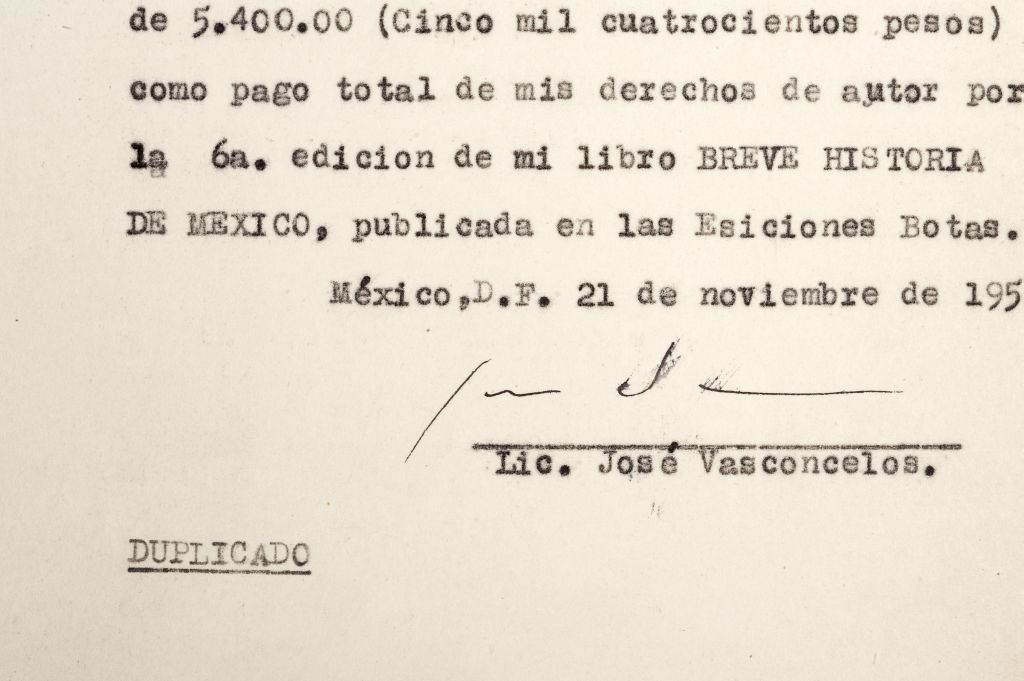 de 5.400.00 (Cinco mil cuatrocientos pesos)
como pago total de mis derechos de autor por
la 6a. edicion de mi libro BREVE HISTORIA
DE MEXICO, publicada en las Esiciones Botas.
México,D.F. 21 de noviembre de 195
Lic. José Vasconcelos.
DUPLICADO